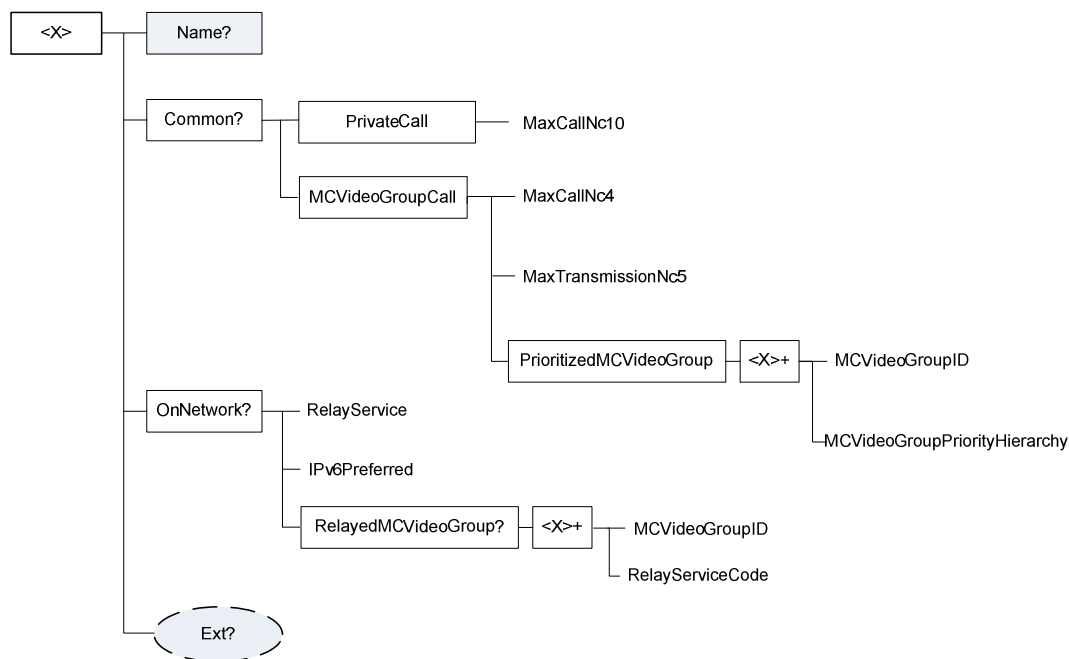 <X>
Name?
Common?
PrivateCall
MaxCallNc10
MCVideoGroupCall
MaxCallNc4
MaxTransmissionNc5
PrioritizedMCVideoGroup
<X>+
MCVideoGroupID
MCVideoGroupPriorityHierarchy
OnNetwork?
RelayService
IPv6Preferred
RelayedMCVideoGroup?
<X>+
MCVideoGroupID
RelayServiceCode
Ext?